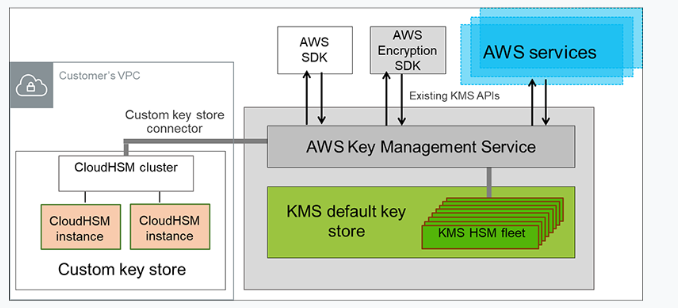 AWS
SDK
AWS
Encryption
SDK
AWS services
Customer's VPC
Existing KMS APIs
Custom key store
connector
AWS Key Management Service
CloudHSM cluster
CloudHSM
instance
CloudHSM
instance
Custom key store
KMS default key
store
KMS HSM fleet